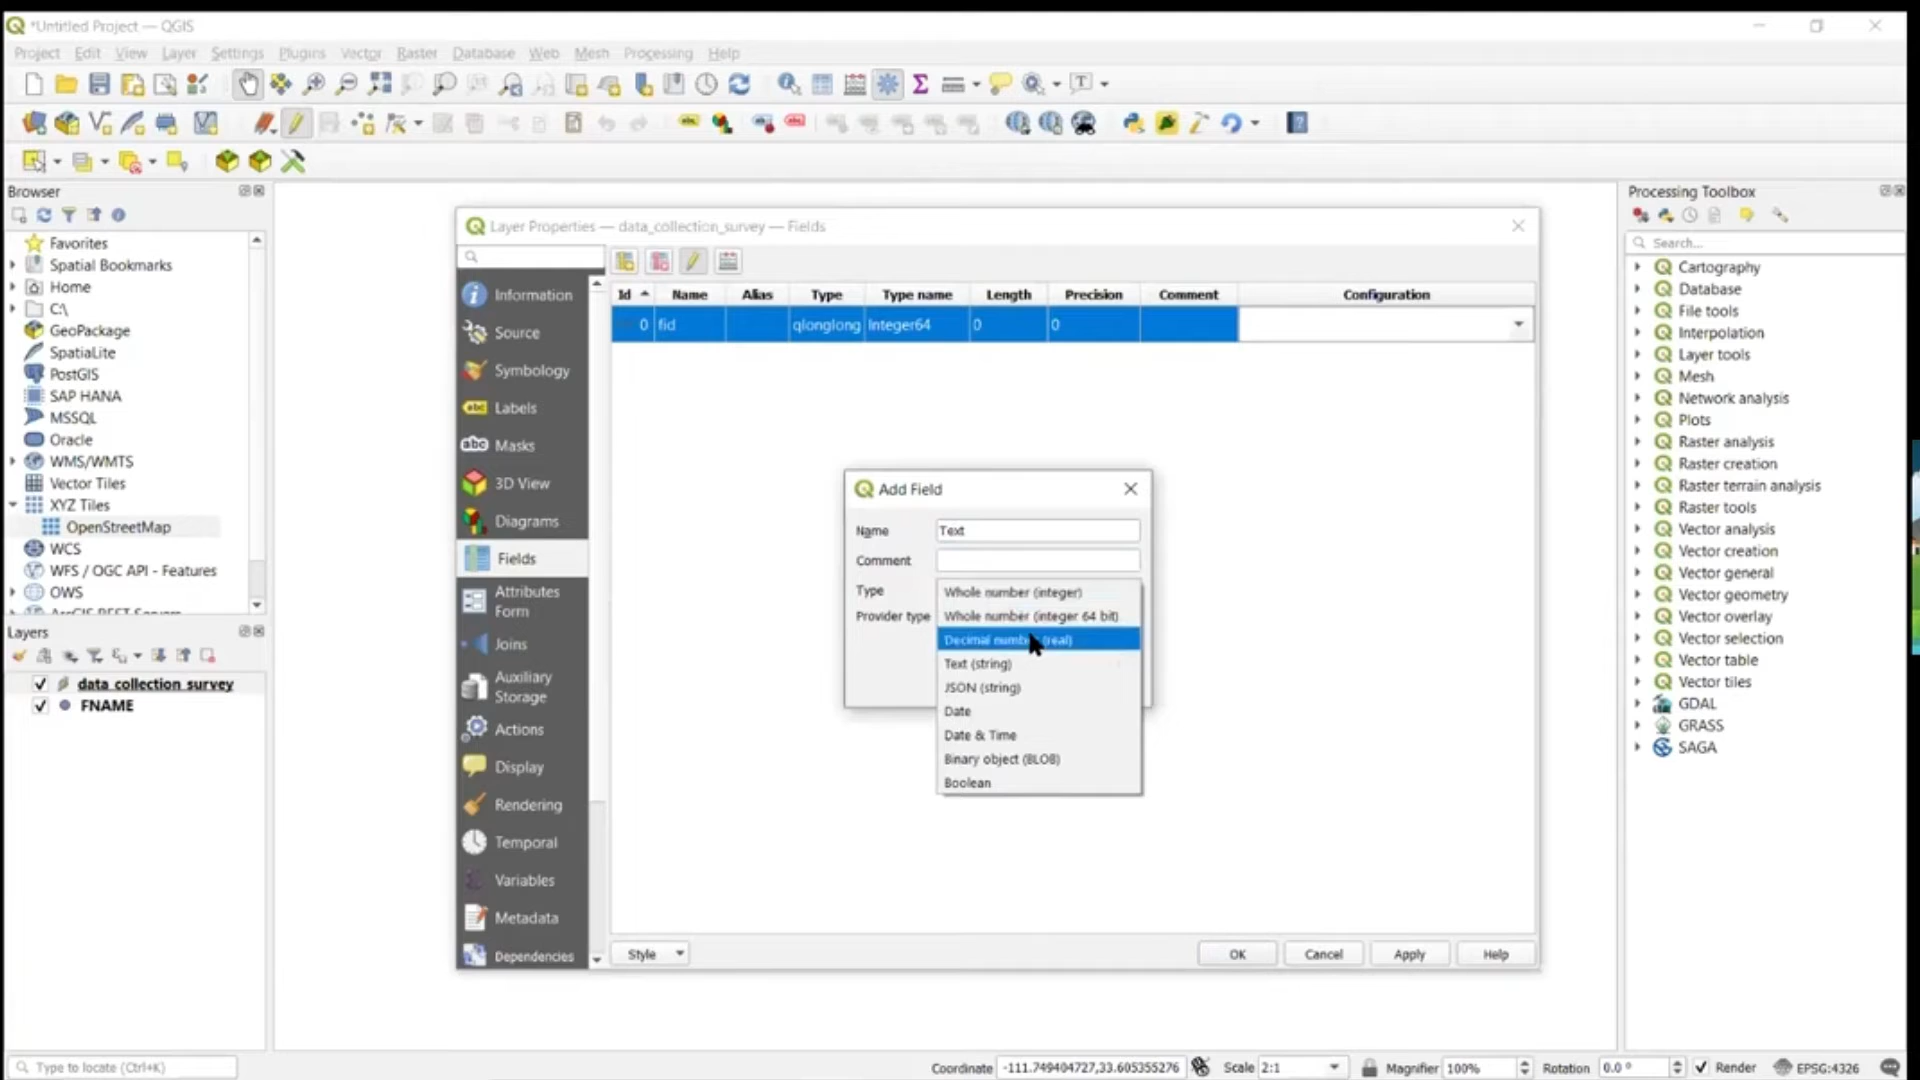 *Untitled Project — QGIS
Project Edit View Layer Settings Plugins Vector Raster Database Web Mesh Processing Help
Browser
Favorites
Spatial Bookmarks
Home
C:\
GeoPackage
SpatiaLite
PostGIS
SAP HANA
MSSQL
Oracle
WMS/WMTS
Vector Tiles
XYZ Tiles
OpenStreetMap
WCS
WFS / OGC API - Features
OWS
ArcGIS REST Servers
Layers
data_collection_survey
FNAME
Type to locate (Ctrl+K)
Layer Properties — data_collection_survey — Fields
Information
Source
Symbology
Labels
Masks
3D View
Diagrams
Fields
Attributes
Form
Joins
Auxiliary
Storage
Actions
Display
Rendering
Temporal
Variables
Metadata
Dependencies
Id Name Alias Type Type name Length Precision Comment Configuration
0 fid qlonglong Integer64 0 0
Add Field
Name Text
Comment
Type
Provider type
Whole number (integer)
Whole number (integer 64 bit)
Decimal number (real)
Text (string)
JSON (string)
Date
Date & Time
Binary object (BLOB)
Boolean
Style OK Cancel Apply Help
Processing Toolbox
Search...
Cartography
Database
File tools
Interpolation
Layer tools
Mesh
Network analysis
Plots
Raster analysis
Raster creation
Raster terrain analysis
Raster tools
Vector analysis
Vector creation
Vector general
Vector geometry
Vector overlay
Vector selection
Vector table
Vector tiles
GDAL
GRASS
SAGA
Coordinate -111.749404727,33.605355276 Scale 2:1 Magnifier 100% Rotation 0.0 ° Render EPSG:4326